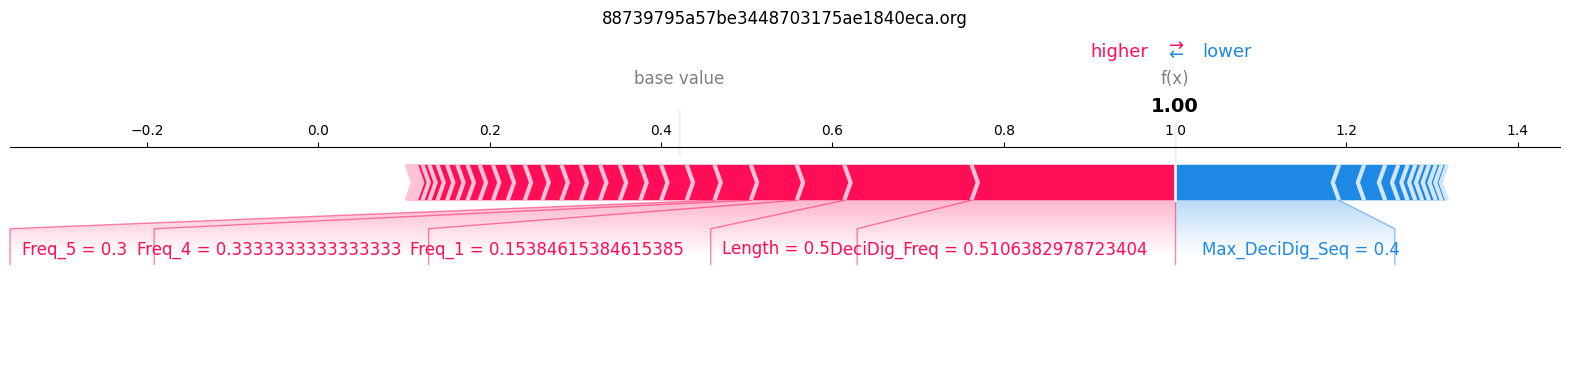 88739795a57be3448703175ae1840eca.org
higher → ← lower
base value f(x)
1.00
−0.2 0.0 0.2 0.4 0.6 0.8 1.0 1.2 1.4
Freq_5 = 0.3 Freq_4 = 0.3333333333333333 Freq_1 = 0.15384615384615385 Length = 0.5 DeciDig_Freq = 0.5106382978723404 Max_DeciDig_Seq = 0.4